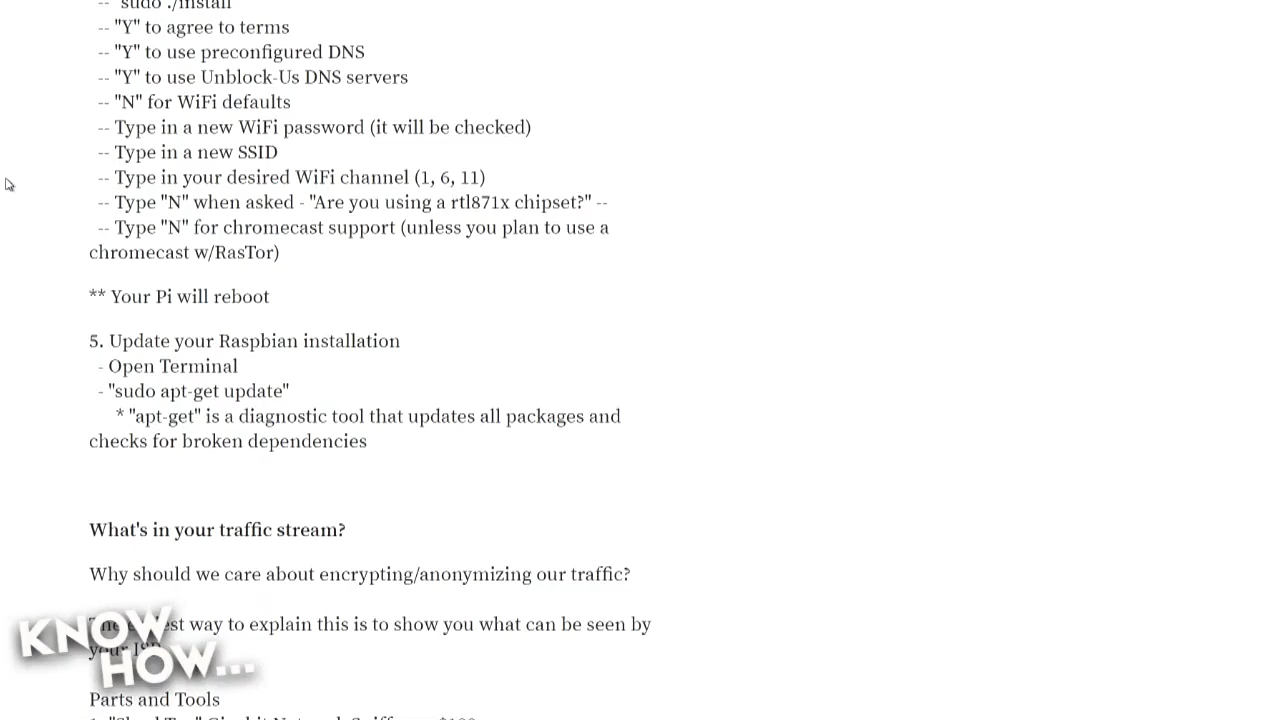 -- "sudo ./install
-- "Y" to agree to terms
-- "Y" to use preconfigured DNS
-- "Y" to use Unblock-Us DNS servers
-- "N" for WiFi defaults
-- Type in a new WiFi password (it will be checked)
-- Type in a new SSID
-- Type in your desired WiFi channel (1, 6, 11)
-- Type "N" when asked - "Are you using a rtl871x chipset?" --
-- Type "N" for chromecast support (unless you plan to use a
chromecast w/RasTor)
** Your Pi will reboot
5. Update your Raspbian installation
- Open Terminal
- "sudo apt-get update"
* "apt-get" is a diagnostic tool that updates all packages and
checks for broken dependencies
What's in your traffic stream?
Why should we care about encrypting/anonymizing our traffic?
way to explain this is to show you what can be seen by
your
KNOW
HOW...
Parts and Tools